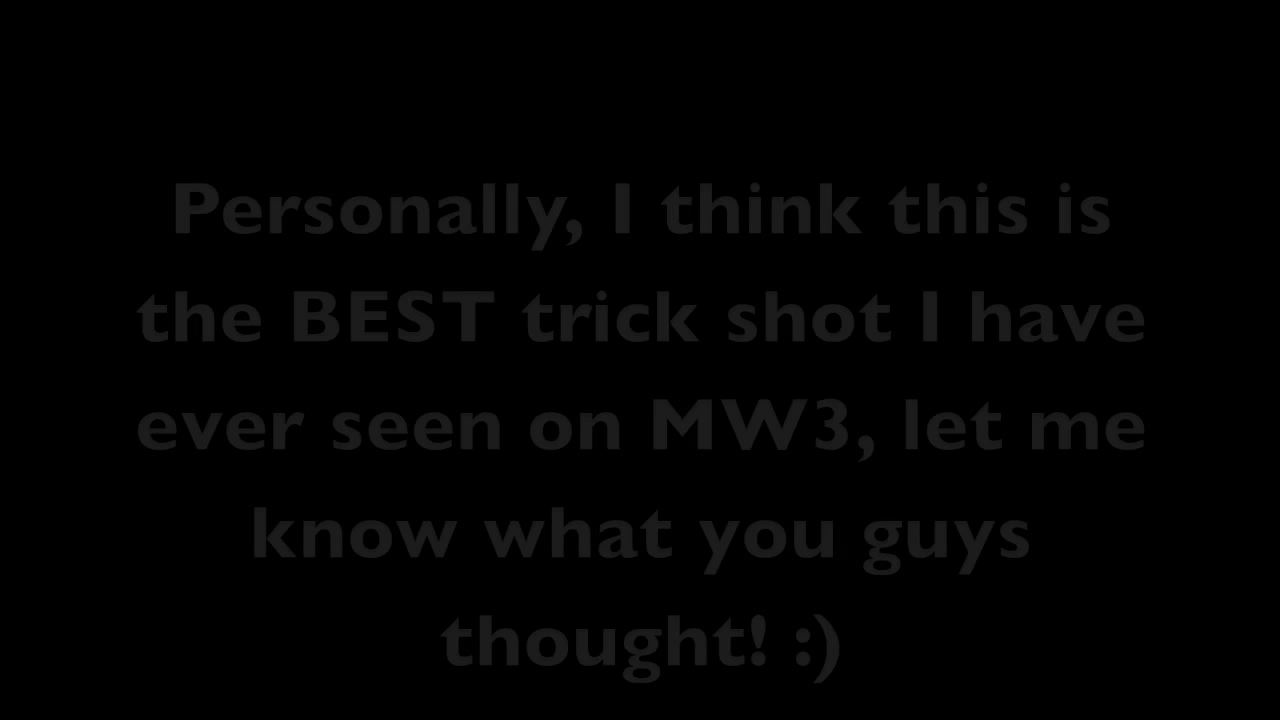 Personally, I think this is
the BEST trick shot I have
ever seen on MW3, let me
know what you guys
thought! :)